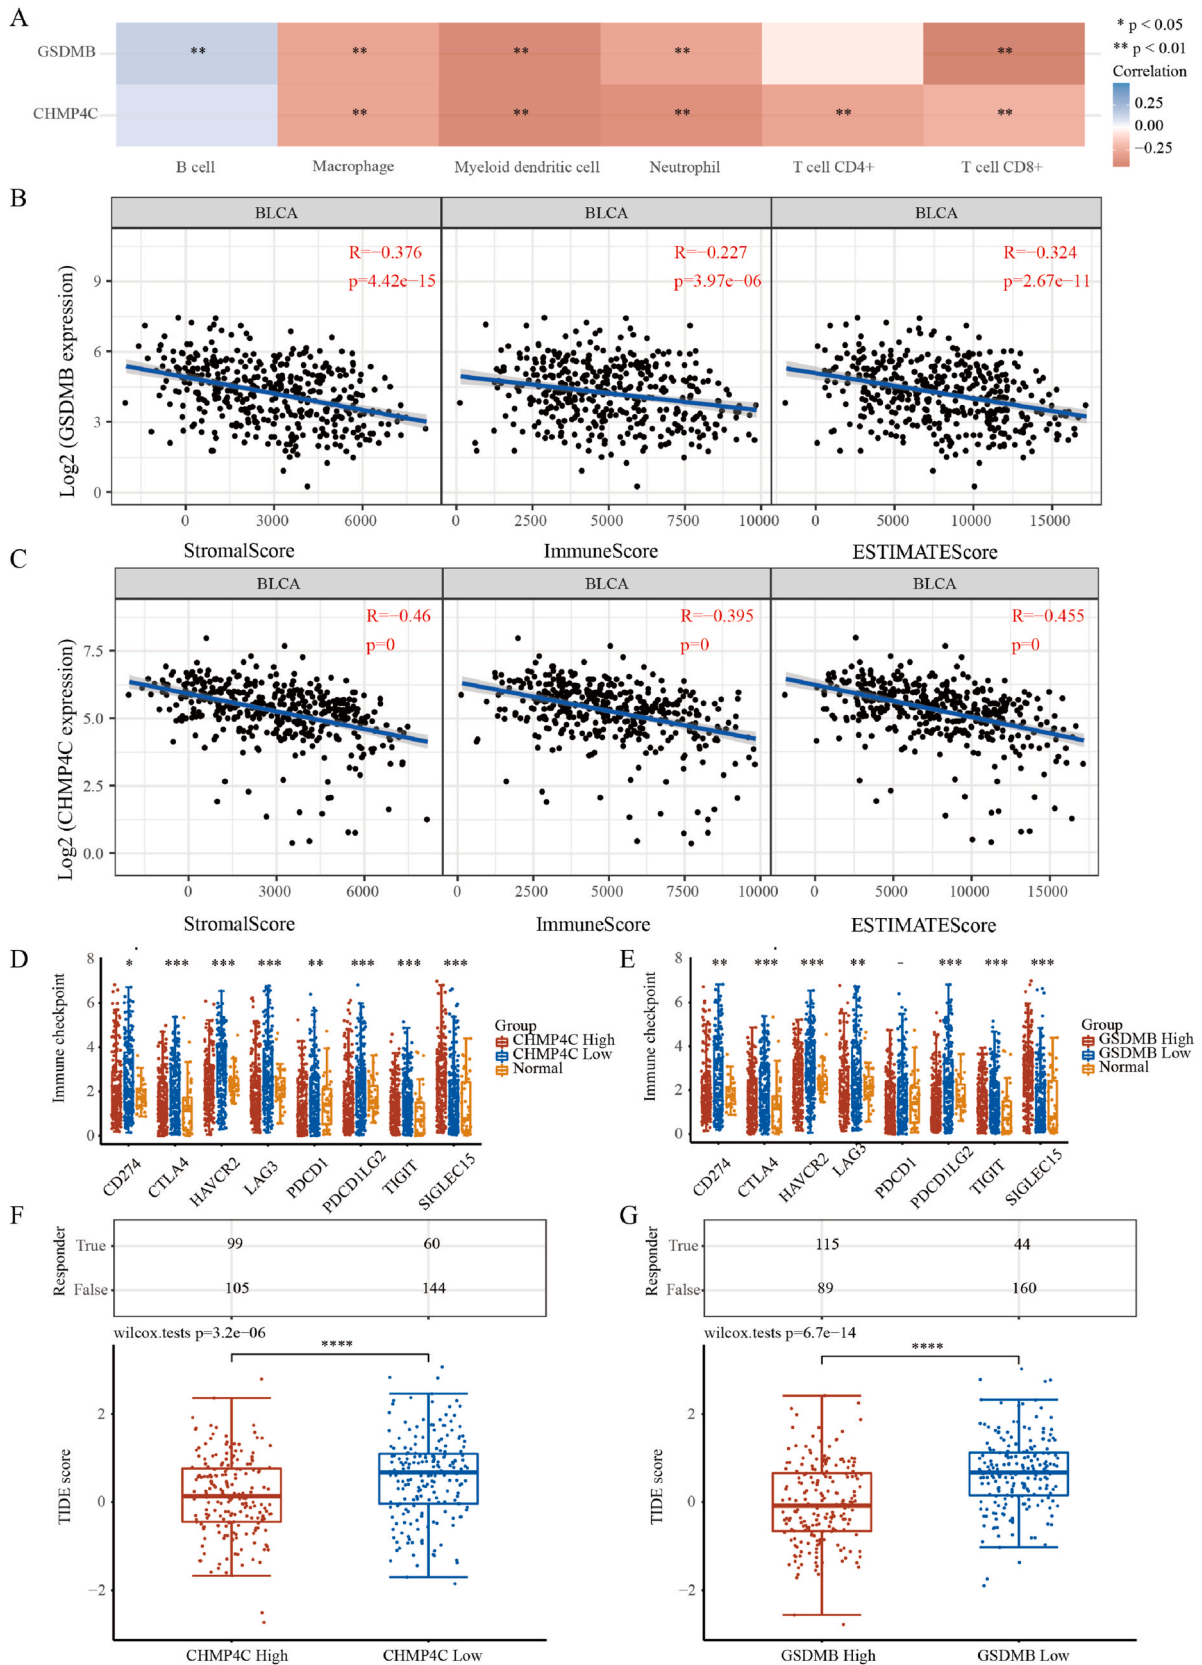 A
GSDMB ** ** ** ** **
CHMP4C ** ** ** ** **
B cell Macrophage Myeloid dendritic cell Neutrophil T cell CD4+ T cell CD8+
* p < 0.05
** p < 0.01
Correlation
0.25
0.00
−0.25
B
BLCA BLCA BLCA
R=−0.376 R=−0.227 R=−0.324
p=4.42e−15 p=3.97e−06 p=2.67e−11
Log2 (GSDMB expression)
9
6
3
0
0 3000 6000 0 2500 5000 7500 10000 0 5000 10000 15000
StromalScore ImmuneScore ESTIMATEScore
C
BLCA BLCA BLCA
R=−0.46 R=−0.395 R=−0.455
p=0 p=0 p=0
Log2 (CHMP4C expression)
7.5
5.0
2.5
0.0
0 3000 6000 0 2500 5000 7500 10000 0 5000 10000 15000
StromalScore ImmuneScore ESTIMATEScore
D
* *** *** *** ** *** *** ***
Immune checkpoint
8
6
4
2
0
CD274 CTLA4 HAVCR2 LAG3 PDCD1 PDCD1LG2 TIGIT SIGLEC15
Group
CHMP4C High
CHMP4C Low
Normal
E
** *** *** ** - *** *** ***
Immune checkpoint
8
6
4
2
0
CD274 CTLA4 HAVCR2 LAG3 PDCD1 PDCD1LG2 TIGIT SIGLEC15
Group
GSDMB High
GSDMB Low
Normal
F
Responder
True 99 60
False 105 144
wilcox.tests p=3.2e−06
****
TIDE score
2
0
−2
CHMP4C High CHMP4C Low
G
Responder
True 115 44
False 89 160
wilcox.tests p=6.7e−14
****
TIDE score
2
0
−2
GSDMB High GSDMB Low